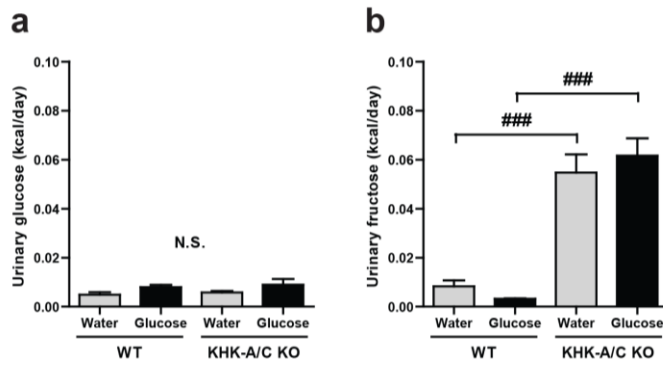 a
Urinary glucose (kcal/day)
0.10
0.08
0.06
0.04
0.02
0.00
N.S.
Water Glucose Water Glucose
WT KHK-A/C KO
b
Urinary fructose (kcal/day)
0.10
0.08
0.06
0.04
0.02
0.00
###
###
Water Glucose Water Glucose
WT KHK-A/C KO